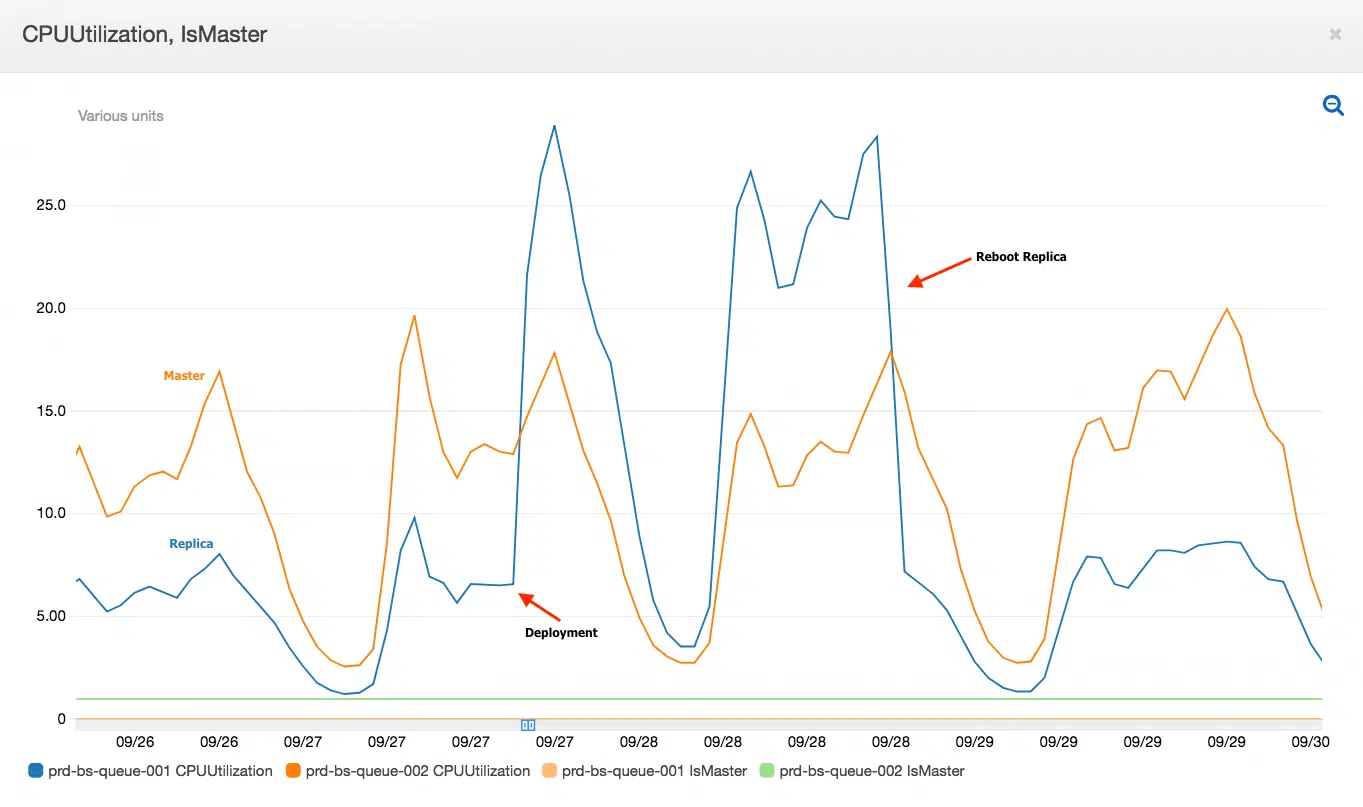 CPUUtilization, IsMaster
×
Various units
25.0
20.0
15.0
10.0
5.00
0
Reboot Replica
Master
Replica
Deployment
09/26 09/26 09/27 09/27 09/27 09/27 09/28 09/28 09/28 09/28 09/29 09/29 09/29 09/29 09/30
prd-bs-queue-001 CPUUtilization prd-bs-queue-002 CPUUtilization prd-bs-queue-001 IsMaster prd-bs-queue-002 IsMaster